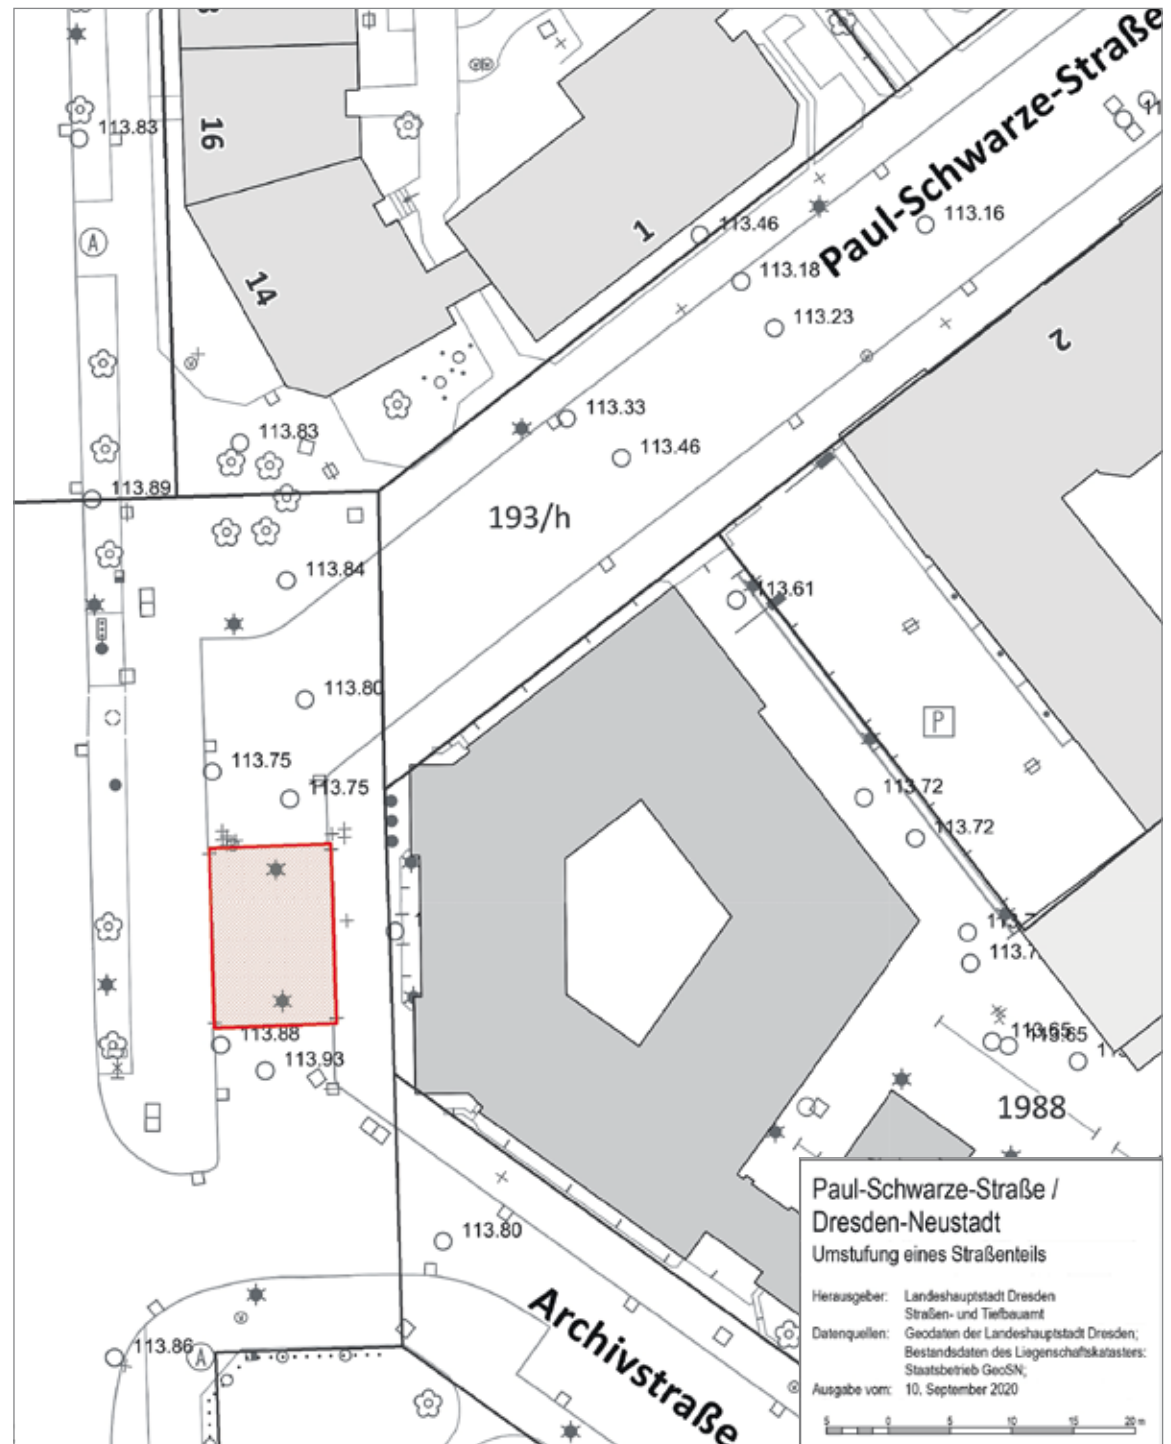 16
14
1
2
Paul-Schwarze-Straße
113.83
A
113.46
113.16
113.18
113.23
113.33
113.46
113.83
113.89
193/h
113.84
113.61
113.80
113.75
113.75
P
113.72
113.72
113.88
113.93
113.65
1988
113.80
Archivstraße
113.86
A
Paul-Schwarze-Straße /
Dresden-Neustadt
Umstufung eines Straßenteils
Herausgeber: Landeshauptstadt Dresden
Straßen- und Tiefbauamt
Datenquellen: Geodaten der Landeshauptstadt Dresden;
Bestandsdaten des Liegenschaftskatasters:
Staatsbetrieb GeoSN;
Ausgabe vom: 10. September 2020
5 0 5 10 15 20 m